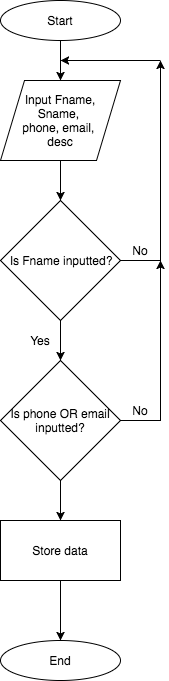 Start
Input Fname,
Sname,
phone, email,
desc
Is Fname inputted?
No
Yes
Is phone OR email
inputted?
No
Store data
End